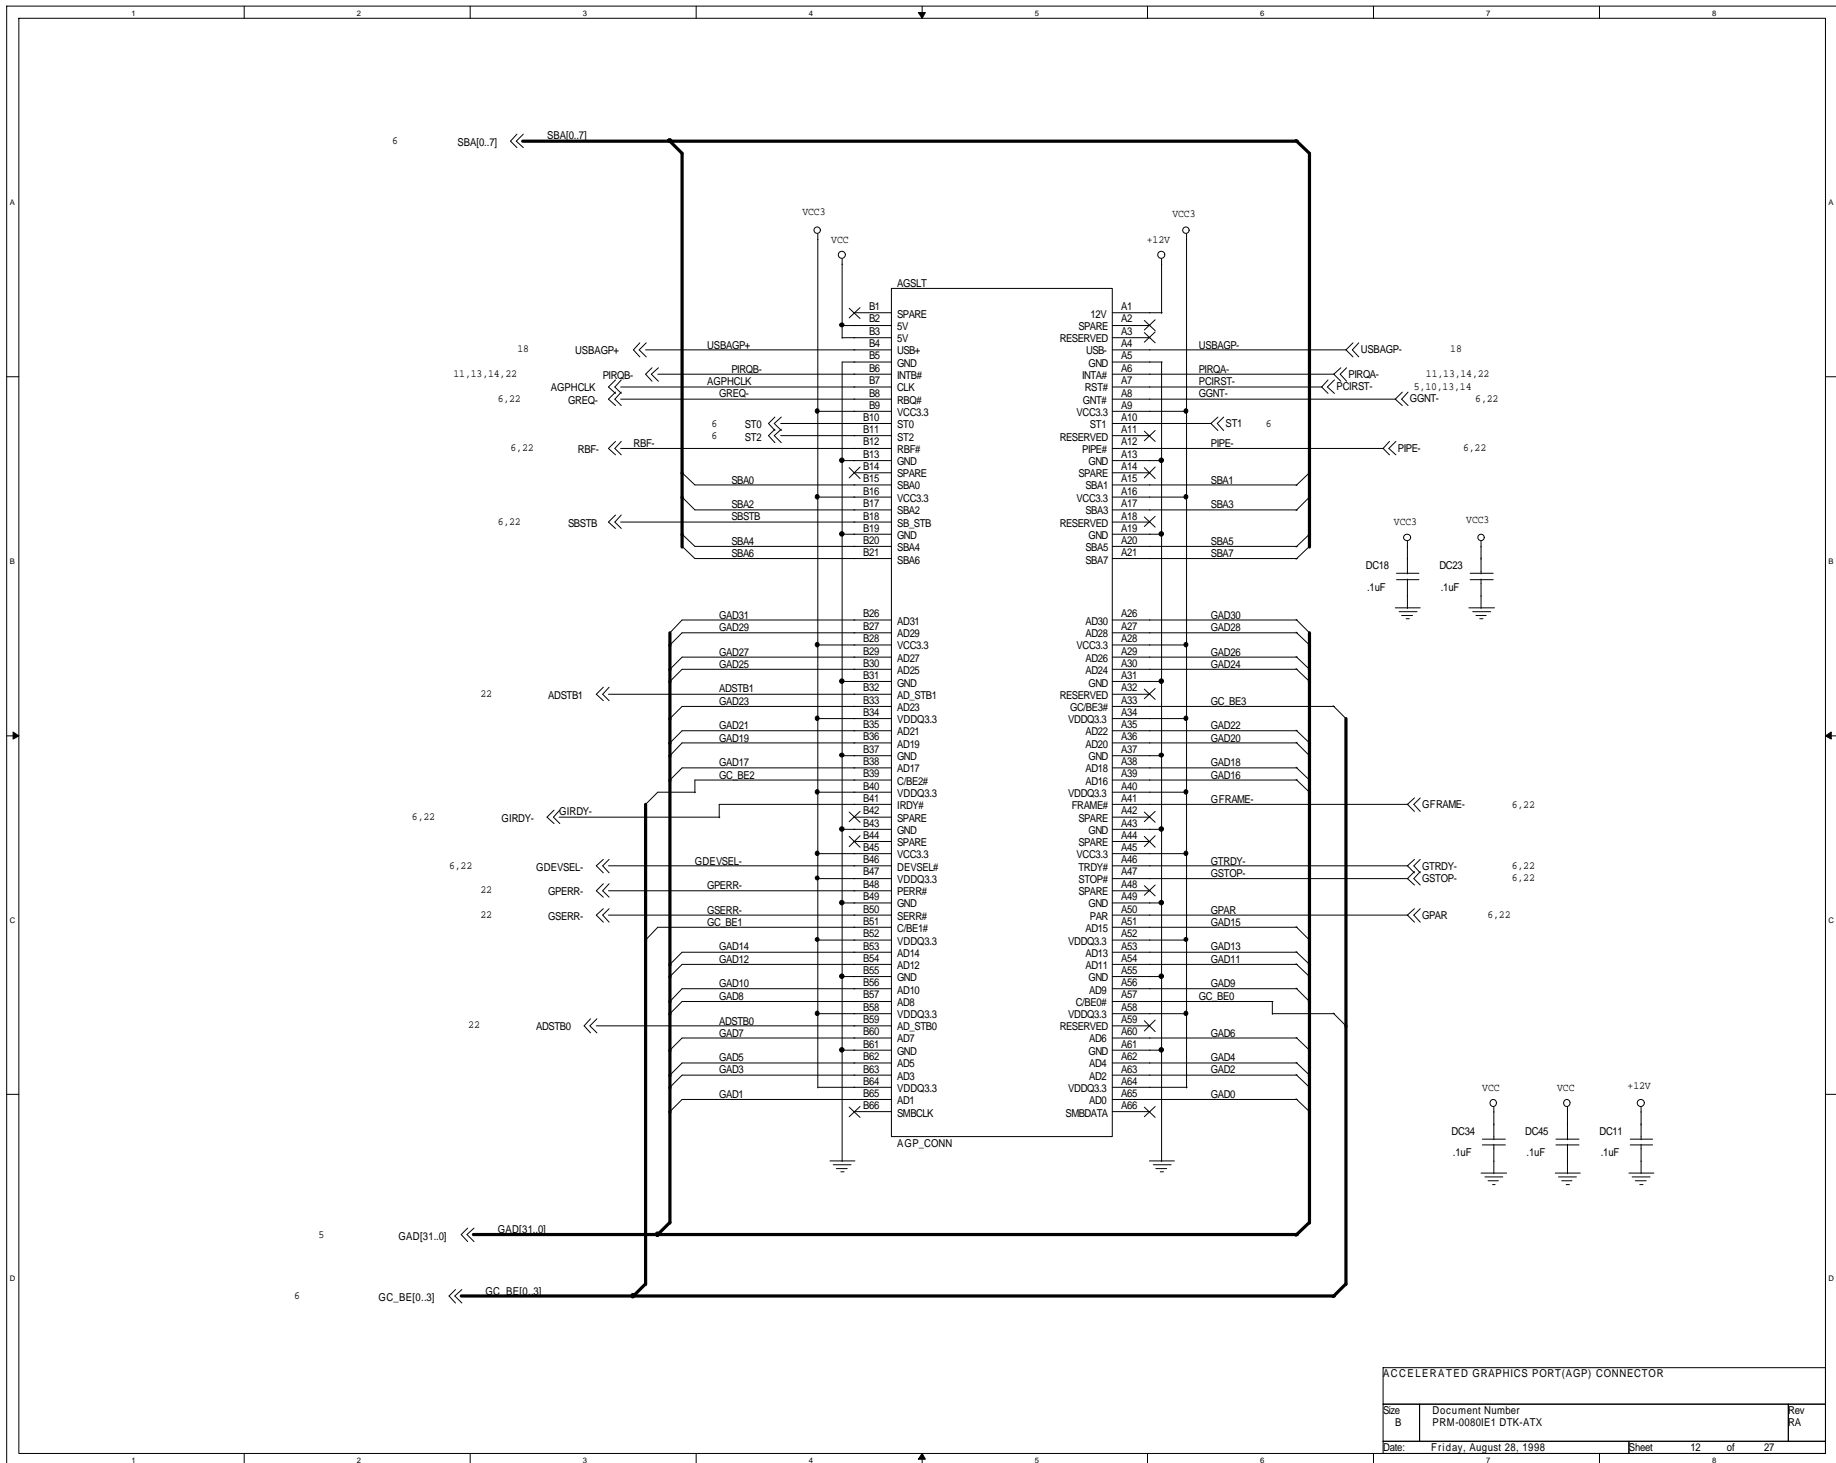 1 2 3 4 5 6 7 8
A A
B B
C C
D D
6 SBA[0..7] SBA[0..7]
VCC3 VCC3
VCC +12V
AGSLT
B1 SPARE 12V A1
B2 5V SPARE A2
B3 5V RESERVED A3
18 USBAGP+ USBAGP+ B4 USB+ USB- A4 USBAGP- USBAGP- 18
B5 GND GND A5
11,13,14,22 PIRQB- PIRQB- B6 INTB# INTA# A6 PIRQA- PIRQA- 11,13,14,22
AGPHCLK AGPHCLK B7 CLK RST# A7 PCIRST- PCIRST- 5,10,13,14
6,22 GREQ- GREQ- B8 RBQ# GNT# A8 GGNT- GGNT- 6,22
B9 VCC3.3 VCC3.3 A9
6 ST0 B10 ST0 ST1 A10 ST1 6
6 ST2 B11 ST2 RESERVED A11
6,22 RBF- RBF- B12 RBF# PIPE# A12 PIPE- PIPE- 6,22
B13 GND GND A13
B14 SPARE SPARE A14
SBA0 B15 SBA0 SBA1 A15 SBA1
B16 VCC3.3 VCC3.3 A16
SBA2 B17 SBA2 SBA3 A17 SBA3
6,22 SBSTB SBSTB B18 SB_STB RESERVED A18
B19 GND GND A19
SBA4 B20 SBA4 SBA5 A20 SBA5
SBA6 B21 SBA6 SBA7 A21 SBA7
VCC3 VCC3
DC18 DC23
.1uF .1uF
GAD31 B26 AD31 AD30 A26 GAD30
GAD29 B27 AD29 AD28 A27 GAD28
B28 VCC3.3 VCC3.3 A28
GAD27 B29 AD27 AD26 A29 GAD26
GAD25 B30 AD25 AD24 A30 GAD24
B31 GND GND A31
22 ADSTB1 ADSTB1 B32 AD_STB1 RESERVED A32
GAD23 B33 AD23 GC/BE3# A33 GC_BE3
B34 VDDQ3.3 VDDQ3.3 A34
GAD21 B35 AD21 AD22 A35 GAD22
GAD19 B36 AD19 AD20 A36 GAD20
B37 GND GND A37
GAD17 B38 AD17 AD18 A38 GAD18
GC_BE2 B39 C/BE2# AD16 A39 GAD16
B40 VDDQ3.3 VDDQ3.3 A40
6,22 GIRDY- GIRDY- B41 IRDY# FRAME# A41 GFRAME- GFRAME- 6,22
B42 SPARE SPARE A42
B43 GND GND A43
B44 SPARE SPARE A44
B45 VCC3.3 VCC3.3 A45
6,22 GDEVSEL- GDEVSEL- B46 DEVSEL# TRDY# A46 GTRDY- GTRDY- 6,22
B47 VDDQ3.3 STOP# A47 GSTOP- GSTOP- 6,22
22 GPERR- GPERR- B48 PERR# SPARE A48
B49 GND GND A49
22 GSERR- GSERR- B50 SERR# PAR A50 GPAR GPAR 6,22
GC_BE1 B51 C/BE1# AD15 A51 GAD15
B52 VDDQ3.3 VDDQ3.3 A52
GAD14 B53 AD14 AD13 A53 GAD13
GAD12 B54 AD12 AD11 A54 GAD11
B55 GND GND A55
GAD10 B56 AD10 AD9 A56 GAD9
GAD8 B57 AD8 C/BE0# A57 GC_BE0
B58 VDDQ3.3 VDDQ3.3 A58
22 ADSTB0 ADSTB0 B59 AD_STB0 RESERVED A59
GAD7 B60 AD7 AD6 A60 GAD6
B61 GND GND A61
GAD5 B62 AD5 AD4 A62 GAD4
GAD3 B63 AD3 AD2 A63 GAD2
B64 VDDQ3.3 VDDQ3.3 A64
GAD1 B65 AD1 AD0 A65 GAD0
B66 SMBCLK SMBDATA A66
AGP_CONN
VCC VCC +12V
DC34 DC45 DC11
.1uF .1uF .1uF
5 GAD[31..0] GAD[31..0]
6 GC_BE[0..3] GC_BE[0..3]
ACCELERATED GRAPHICS PORT(AGP) CONNECTOR
Size Document Number Rev
B PRM-0080IE1 DTK-ATX RA
Date: Friday, August 28, 1998 Sheet 12 of 27
1 2 3 4 5 6 7 8